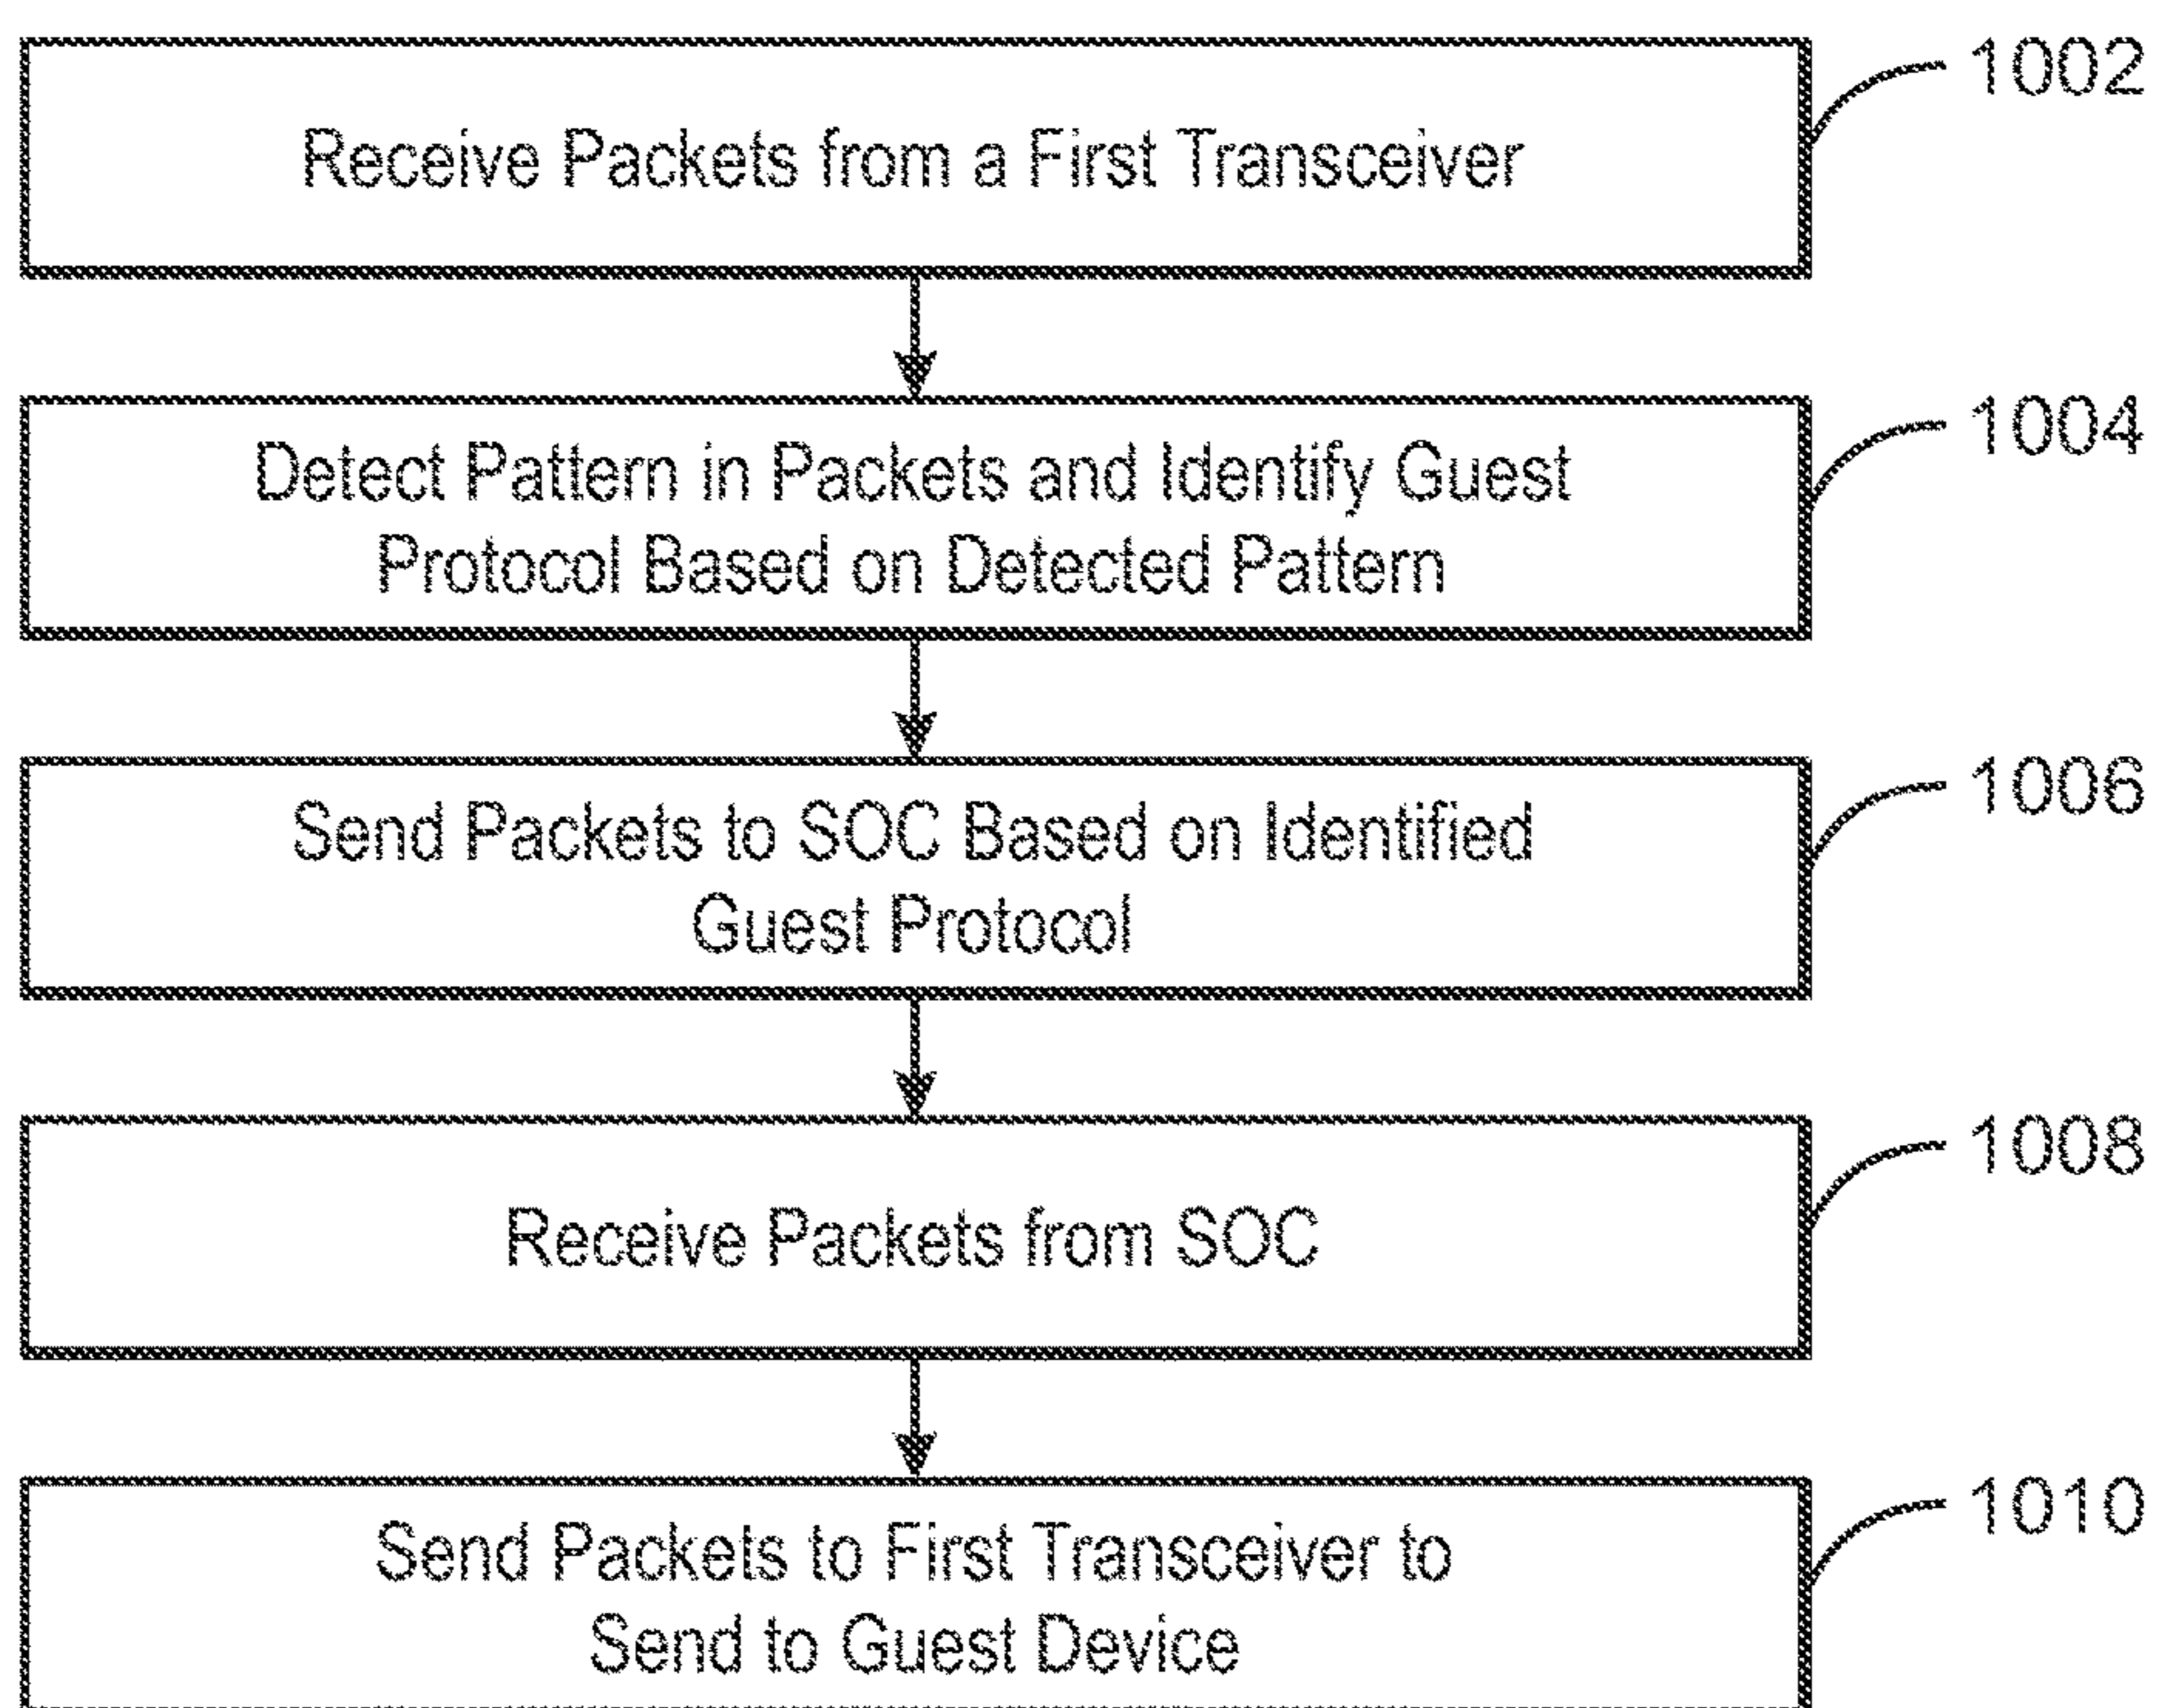 Receive Packets from a First Transceiver
1002
Detect Pattern in Packets and Identify Guest
Protocol Based on Detected Pattern
1004
Send Packets to SOC Based on Identified
Guest Protocol
1006
Receive Packets from SOC
1008
Send Packets to First Transceiver to
Send to Guest Device
1010